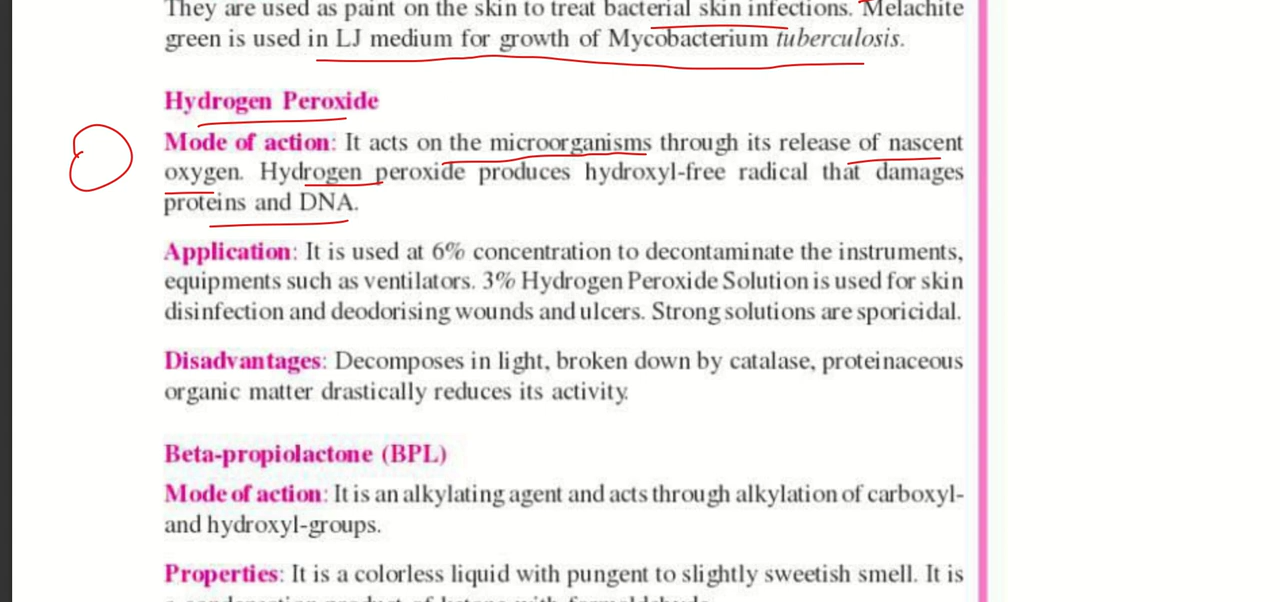 They are used as paint on the skin to treat bacterial skin infections. Melachite
green is used in LJ medium for growth of Mycobacterium tuberculosis.
Hydrogen Peroxide
Mode of action: It acts on the microorganisms through its release of nascent
oxygen. Hydrogen peroxide produces hydroxyl-free radical that damages
proteins and DNA.
Application: It is used at 6% concentration to decontaminate the instruments,
equipments such as ventilators. 3% Hydrogen Peroxide Solution is used for skin
disinfection and deodorising wounds and ulcers. Strong solutions are sporicidal.
Disadvantages: Decomposes in light, broken down by catalase, proteinaceous
organic matter drastically reduces its activity.
Beta-propiolactone (BPL)
Mode of action: It is an alkylating agent and acts through alkylation of carboxyl-
and hydroxyl-groups.
Properties: It is a colorless liquid with pungent to slightly sweetish smell. It is